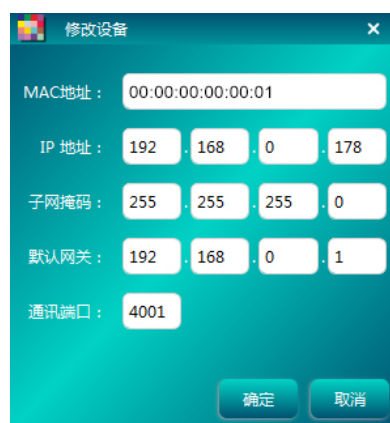 修改设备 ×
MAC地址： 00:00:00:00:00:01
IP 地址： 192 . 168 . 0 . 178
子网掩码： 255 . 255 . 255 . 0
默认网关： 192 . 168 . 0 . 1
通讯端口： 4001
确定 取消